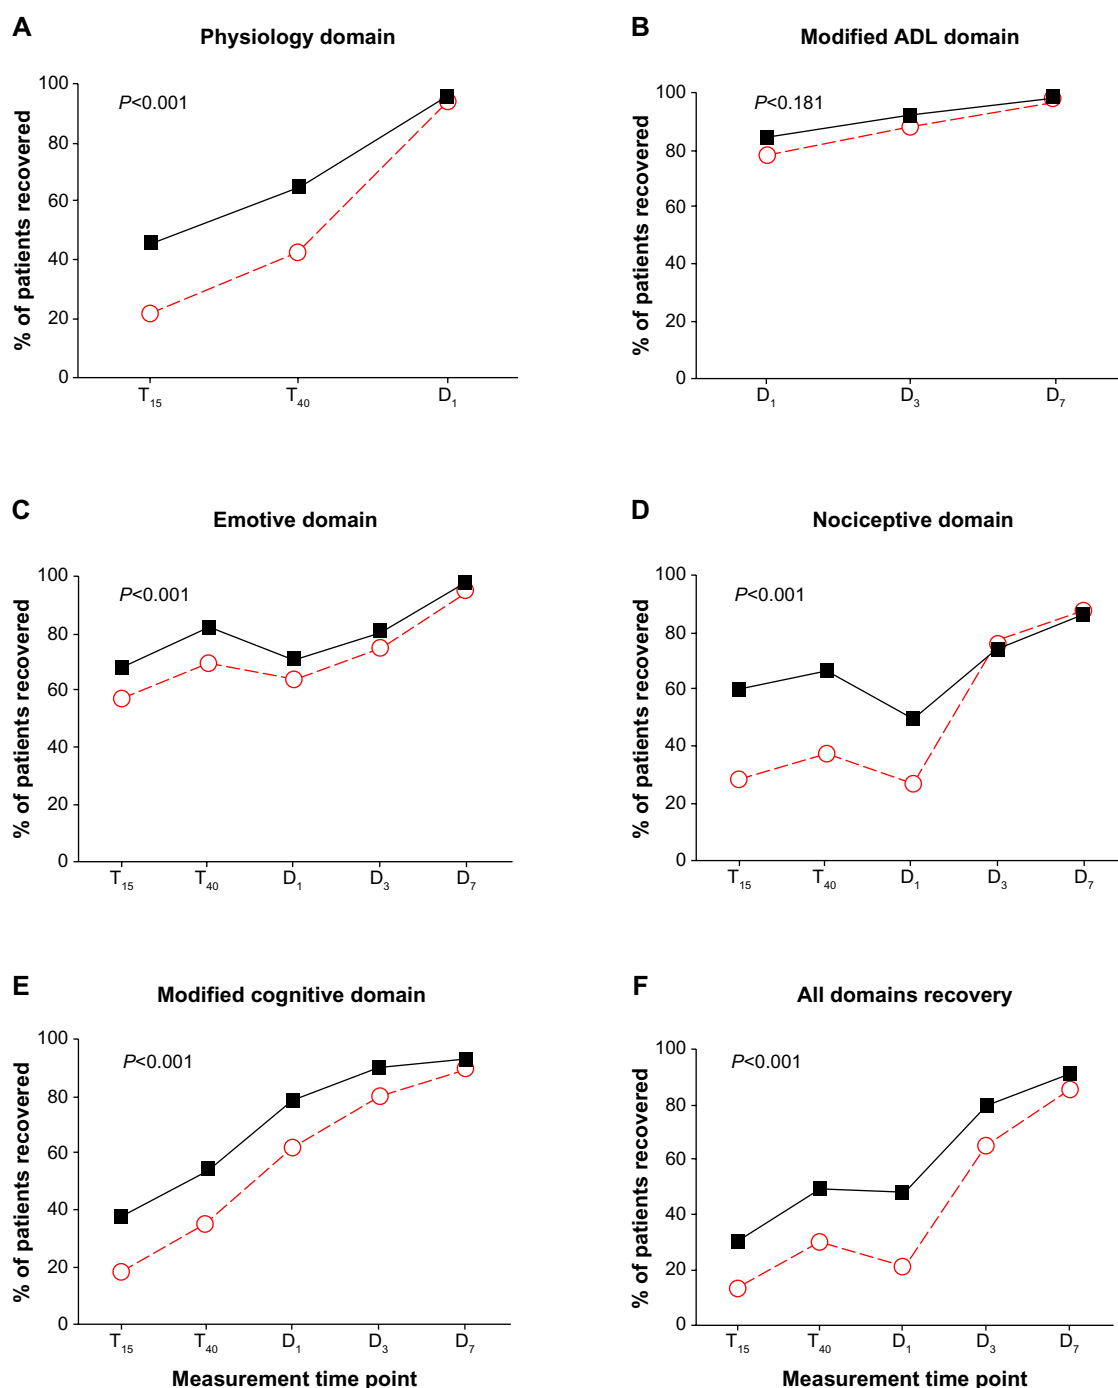 A
Physiology domain
P<0.001
% of patients recovered
100
80
60
40
20
0
T15
T40
D1
B
Modified ADL domain
P<0.181
% of patients recovered
100
80
60
40
20
0
D1
D3
D7
C
Emotive domain
P<0.001
% of patients recovered
100
80
60
40
20
0
T15
T40
D1
D3
D7
D
Nociceptive domain
P<0.001
% of patients recovered
100
80
60
40
20
0
T15
T40
D1
D3
D7
E
Modified cognitive domain
P<0.001
% of patients recovered
100
80
60
40
20
0
T15
T40
D1
D3
D7
Measurement time point
F
All domains recovery
P<0.001
% of patients recovered
100
80
60
40
20
0
T15
T40
D1
D3
D7
Measurement time point